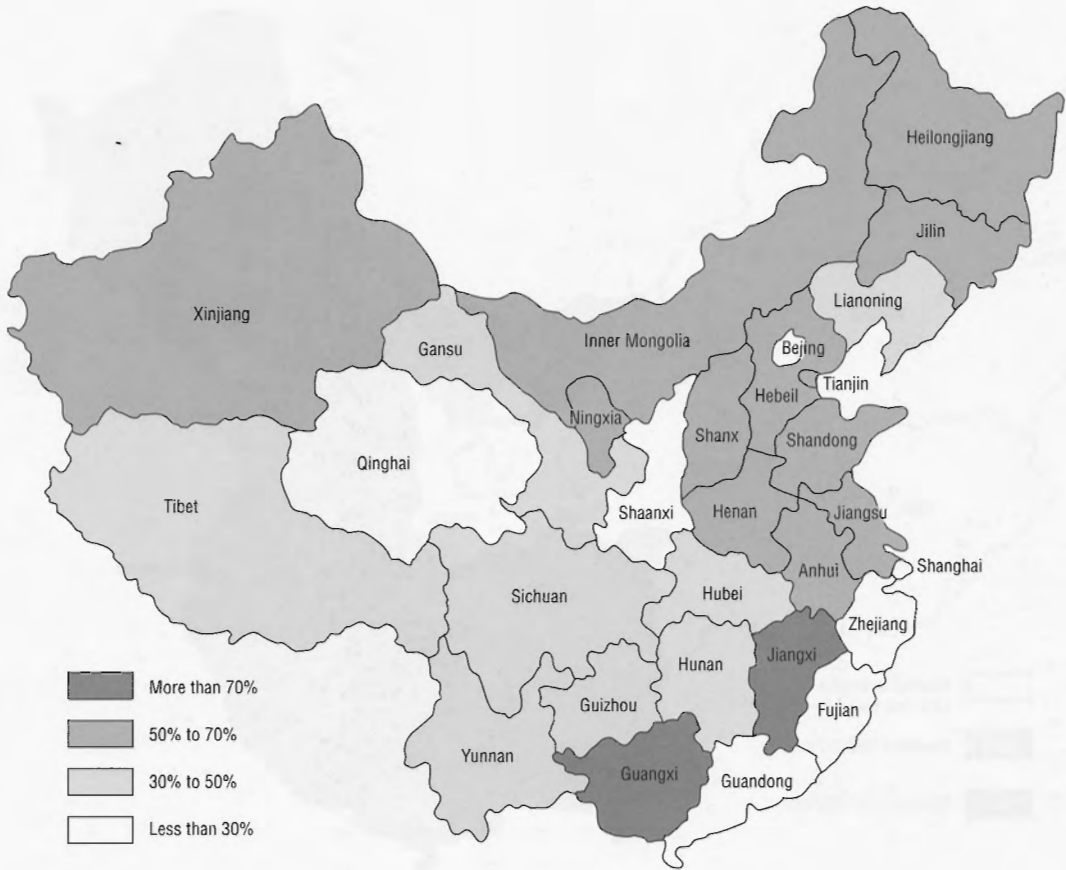 Heilongjiang
Jilin
Lianoning
Xinjiang
Inner Mongolia
Gansu
Bejing
Tianjin
Hebeil
Ningxia
Shanx
Shandong
Qinghai
Tibet
Shaanxi
Henan
Jiangsu
Shanghai
Anhui
Sichuan
Hubei
Zhejiang
Hunan
Jiangxi
Guizhou
Fujian
Yunnan
Guangxi
Guandong
More than 70%
50% to 70%
30% to 50%
Less than 30%